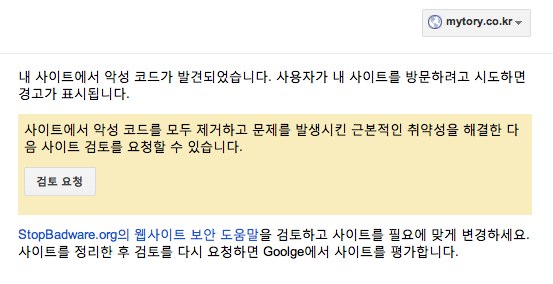 mytory.co.kr
내 사이트에서 악성 코드가 발견되었습니다. 사용자가 내 사이트를 방문하려고 시도하면
경고가 표시됩니다.
사이트에서 악성 코드를 모두 제거하고 문제를 발생시킨 근본적인 취약성을 해결한 다
음 사이트 검토를 요청할 수 있습니다.
검토 요청
StopBadware.org의 웹사이트 보안 도움말을 검토하고 사이트를 필요에 맞게 변경하세요.
사이트를 정리한 후 검토를 다시 요청하면 Goolge에서 사이트를 평가합니다.